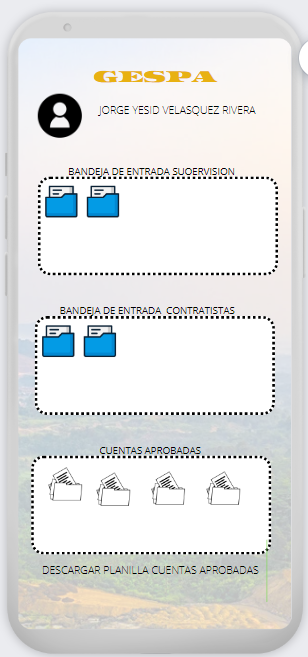 GESPA
JORGE YESID VELASQUEZ RIVERA
BANDEJA DE ENTRADA SUOERVISION
BANDEJA DE ENTRADA CONTRATISTAS
CUENTAS APROBADAS
DESCARGAR PLANILLA CUENTAS APROBADAS